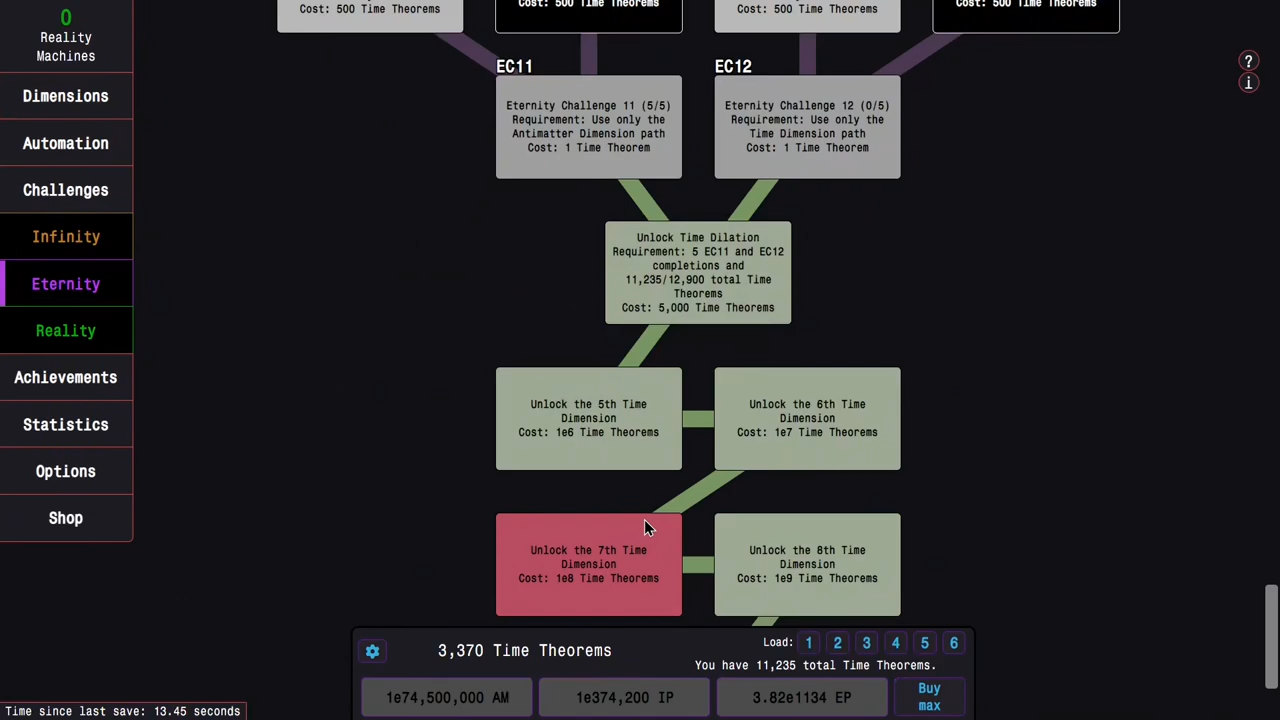 0
Reality
Machines
Dimensions
Automation
Challenges
Infinity
Eternity
Reality
Achievements
Statistics
Options
Shop
Time since last save: 13.45 seconds
Cost: 500 Time Theorems
Cost: 500 Time Theorems
Cost: 500 Time Theorems
Cost: 500 Time Theorems
EC11
Eternity Challenge 11 (5/5)
Requirement: Use only the
Antimatter Dimension path
Cost: 1 Time Theorem
EC12
Eternity Challenge 12 (0/5)
Requirement: Use only the
Time Dimension path
Cost: 1 Time Theorem
Unlock Time Dilation
Requirement: 5 EC11 and EC12
completions and
11,235/12,900 total Time
Theorems
Cost: 5,000 Time Theorems
Unlock the 5th Time
Dimension
Cost: 1e6 Time Theorems
Unlock the 6th Time
Dimension
Cost: 1e7 Time Theorems
Unlock the 7th Time
Dimension
Cost: 1e8 Time Theorems
Unlock the 8th Time
Dimension
Cost: 1e9 Time Theorems
3,370 Time Theorems
Load: 1 2 3 4 5 6
You have 11,235 total Time Theorems.
1e74,500,000 AM
1e374,200 IP
3.82e1134 EP
Buy
max
?
i